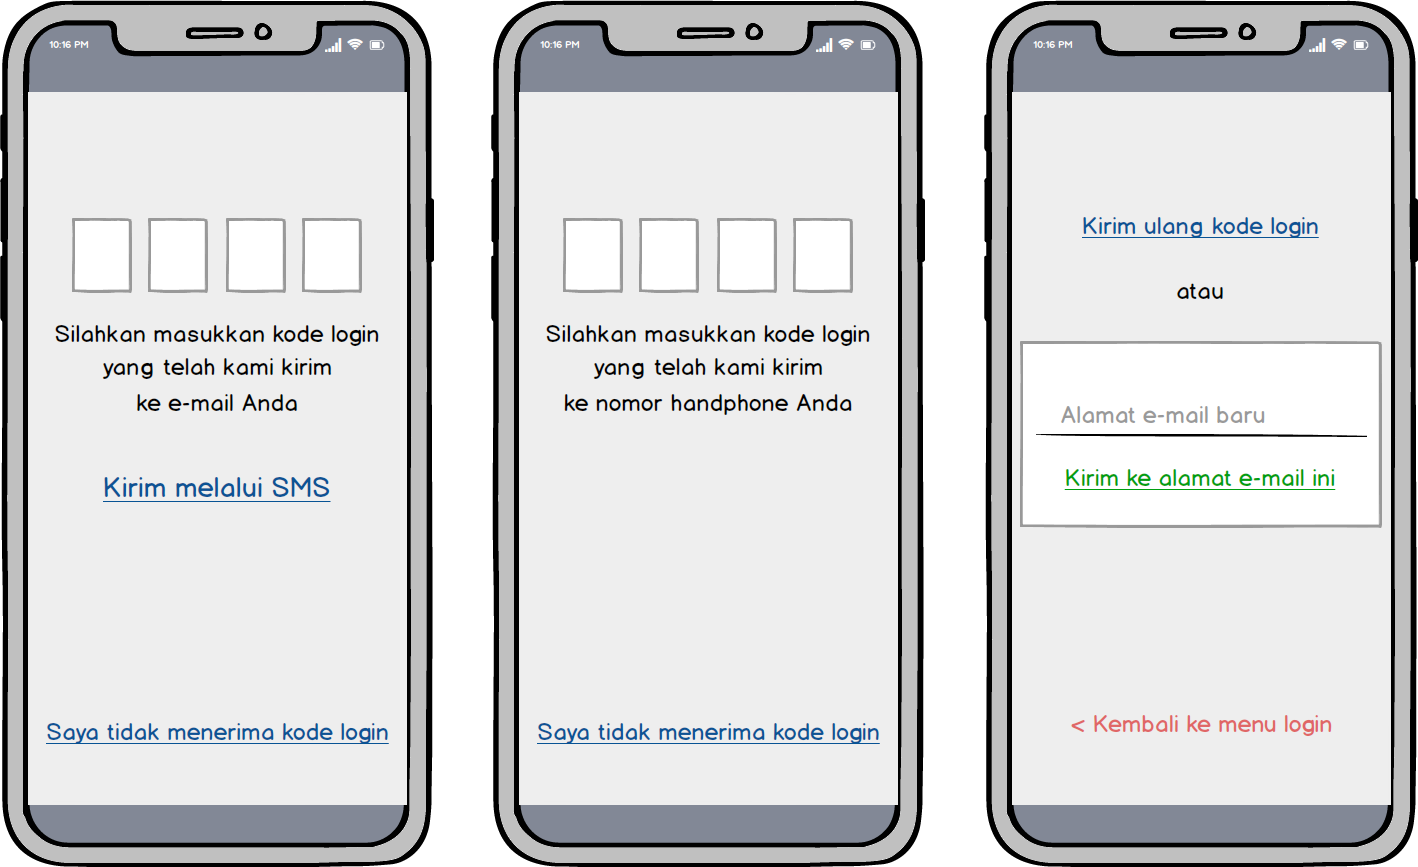 10:16 PM
Silahkan masukkan kode login
yang telah kami kirim
ke e-mail Anda
Kirim melalui SMS
Saya tidak menerima kode login
10:16 PM
Silahkan masukkan kode login
yang telah kami kirim
ke nomor handphone Anda
Saya tidak menerima kode login
10:16 PM
Kirim ulang kode login
atau
Alamat e-mail baru
Kirim ke alamat e-mail ini
< Kembali ke menu login